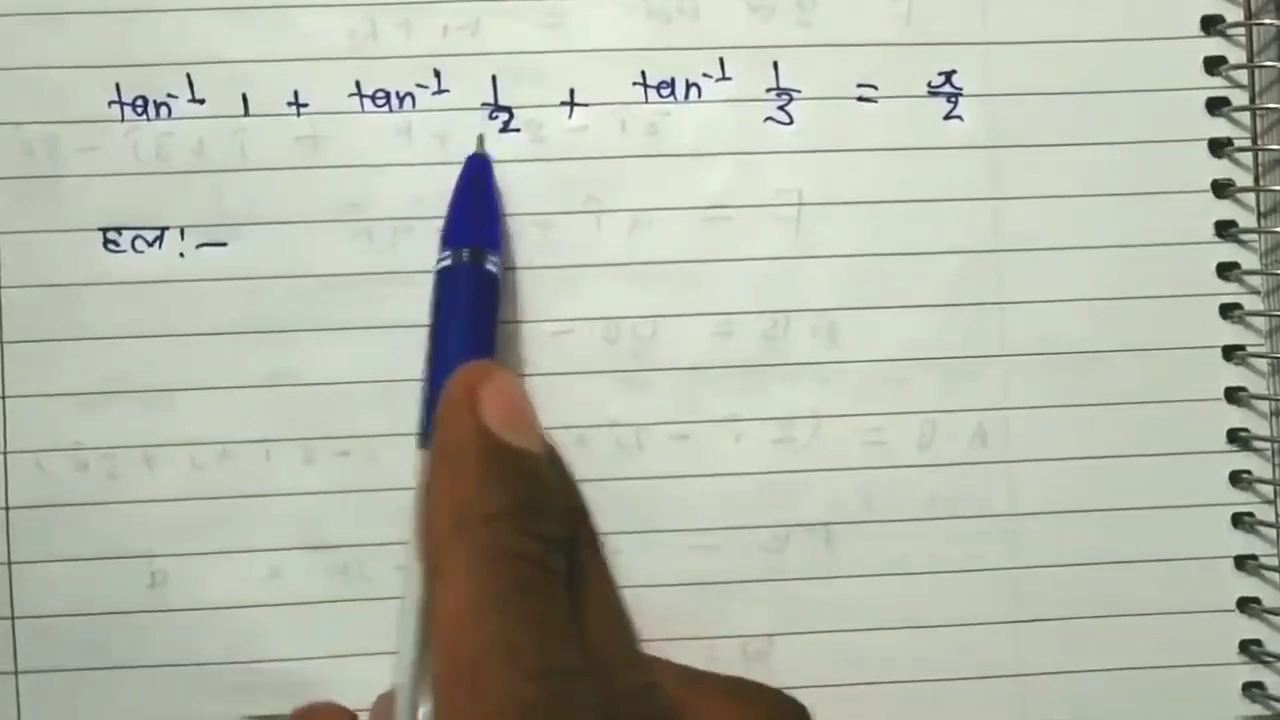 tan⁻¹ 1 + tan⁻¹ 1/2 + tan⁻¹ 1/3 = x/2
हल!-